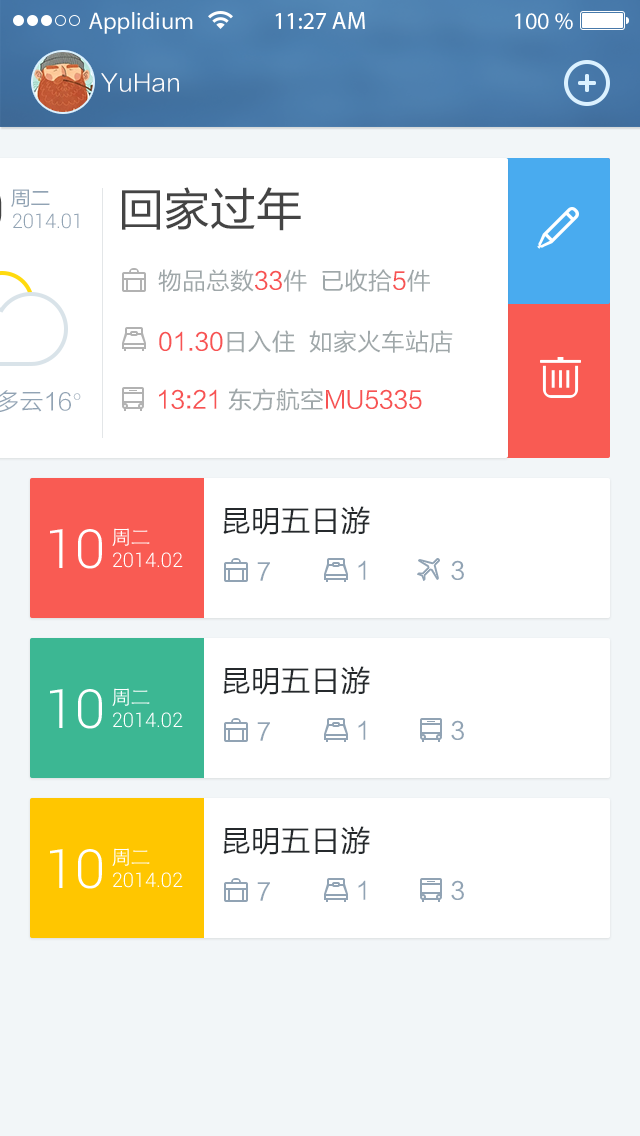 Applidium 11:27 AM 100 %
YuHan
周二
2014.01
多云16°
回家过年
物品总数33件 已收拾5件
01.30日入住 如家火车站店
13:21 东方航空MU5335
10 周二
2014.02
昆明五日游
7 1 3
10 周二
2014.02
昆明五日游
7 1 3
10 周二
2014.02
昆明五日游
7 1 3